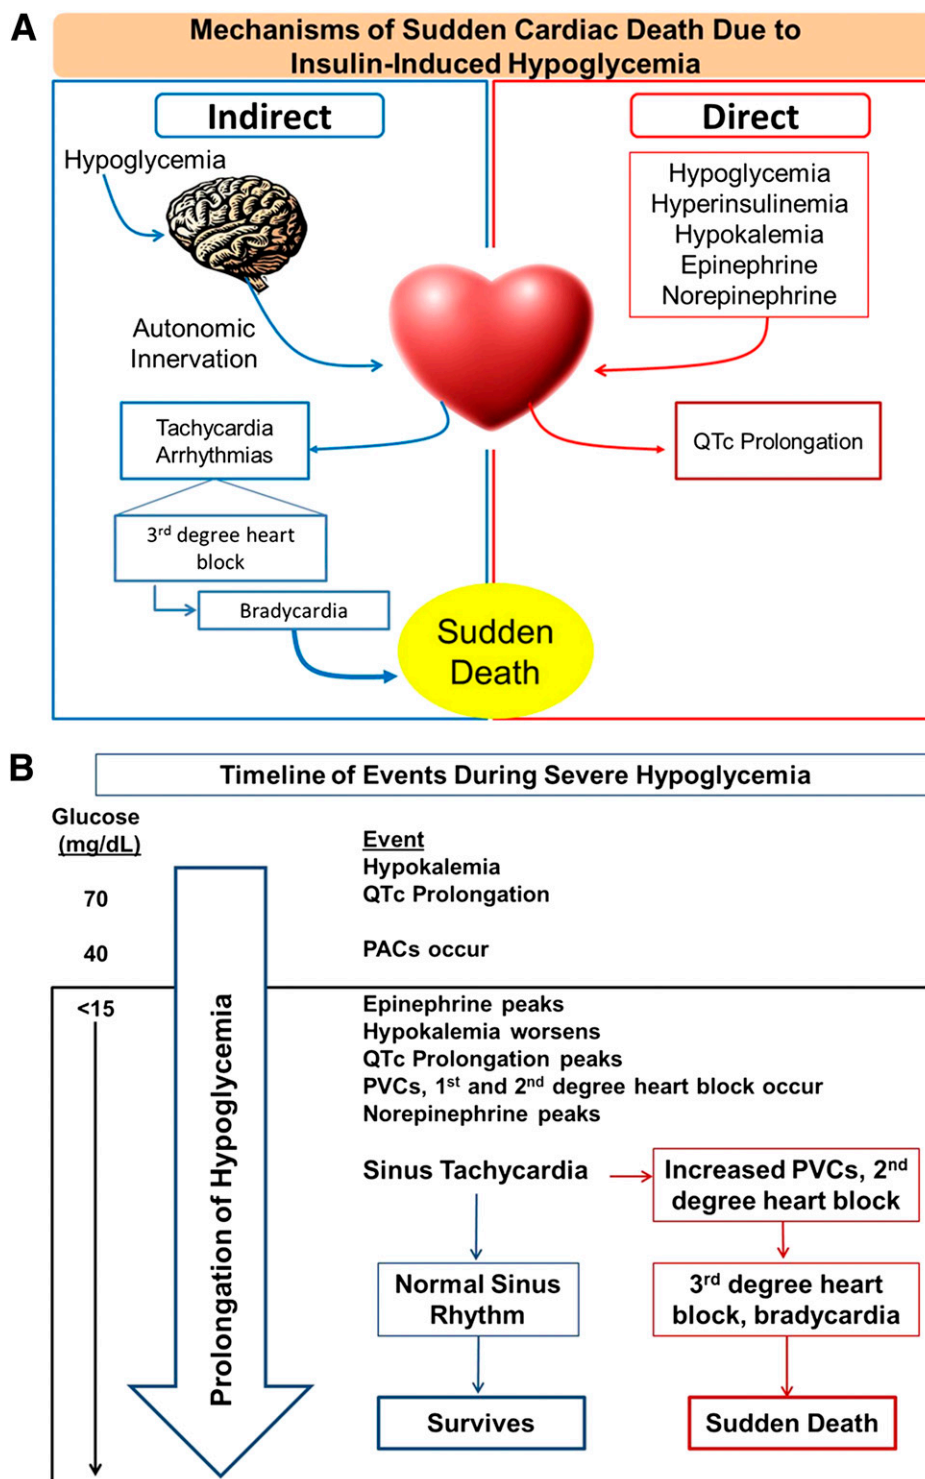 A
Mechanisms of Sudden Cardiac Death Due to
Insulin-Induced Hypoglycemia
Indirect
Hypoglycemia
Autonomic
Innervation
Tachycardia
Arrhythmias
3rd degree heart
block
Bradycardia
Direct
Hypoglycemia
Hyperinsulinemia
Hypokalemia
Epinephrine
Norepinephrine
QTc Prolongation
Sudden
Death
B
Timeline of Events During Severe Hypoglycemia
Glucose
(mg/dL)
70
40
<15
Prolongation of Hypoglycemia
Event
Hypokalemia
QTc Prolongation
PACs occur
Epinephrine peaks
Hypokalemia worsens
QTc Prolongation peaks
PVCs, 1st and 2nd degree heart block occur
Norepinephrine peaks
Sinus Tachycardia
Increased PVCs, 2nd
degree heart block
Normal Sinus
Rhythm
3rd degree heart
block, bradycardia
Survives
Sudden Death